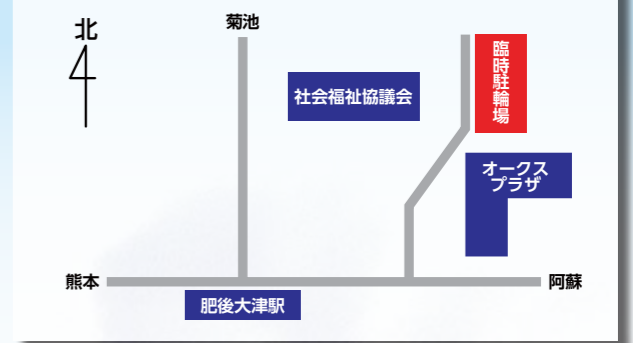 北
菊池
臨時駐輪場
社会福祉協議会
オークス
プラザ
熊本
阿蘇
肥後大津駅